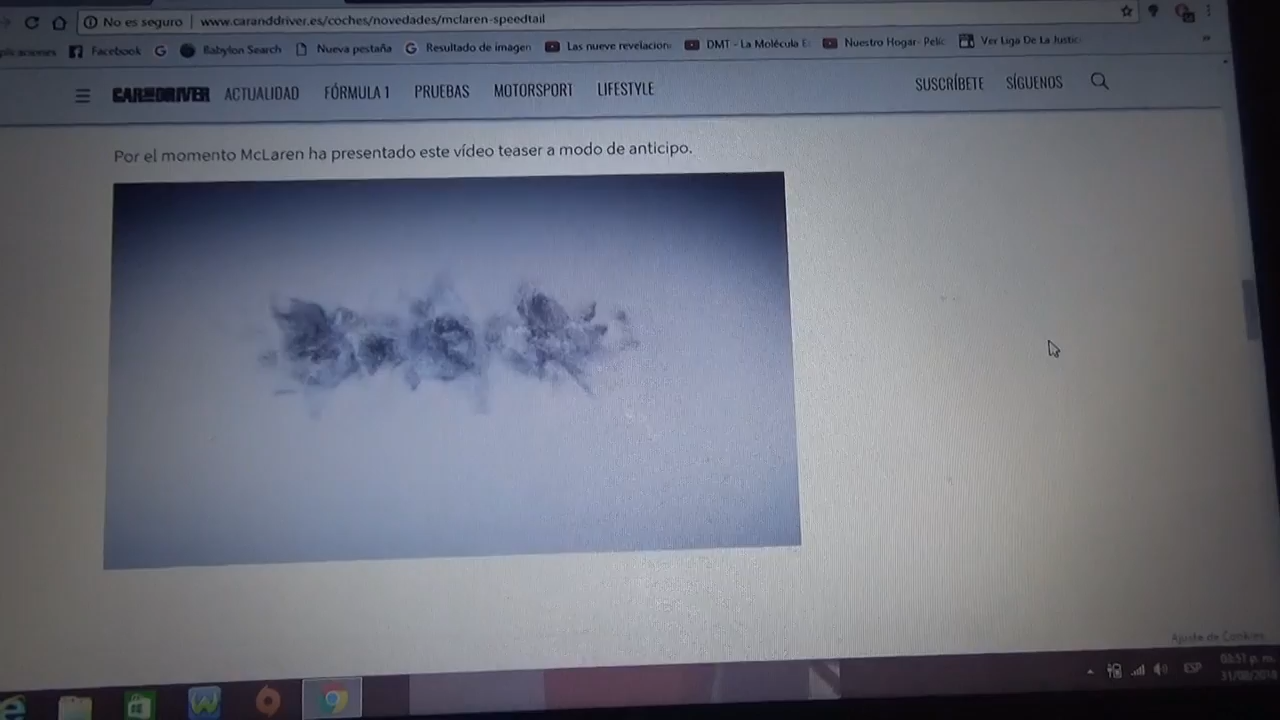 No es seguro | www.caranddriver.es/coches/novedades/mclaren-speedtail
Facebook Babylon Search Nueva pestaña Resultado de imagen Las nueve revelacion DMT - La Molécula E Nuestro Hogar- Pelíc Ver Liga De La Justic
CAR AND DRIVER ACTUALIDAD FÓRMULA 1 PRUEBAS MOTORSPORT LIFESTYLE SUSCRÍBETE SÍGUENOS
Por el momento McLaren ha presentado este vídeo teaser a modo de anticipo.
Ajuste de Cookies
ESP 03:57 p. m.